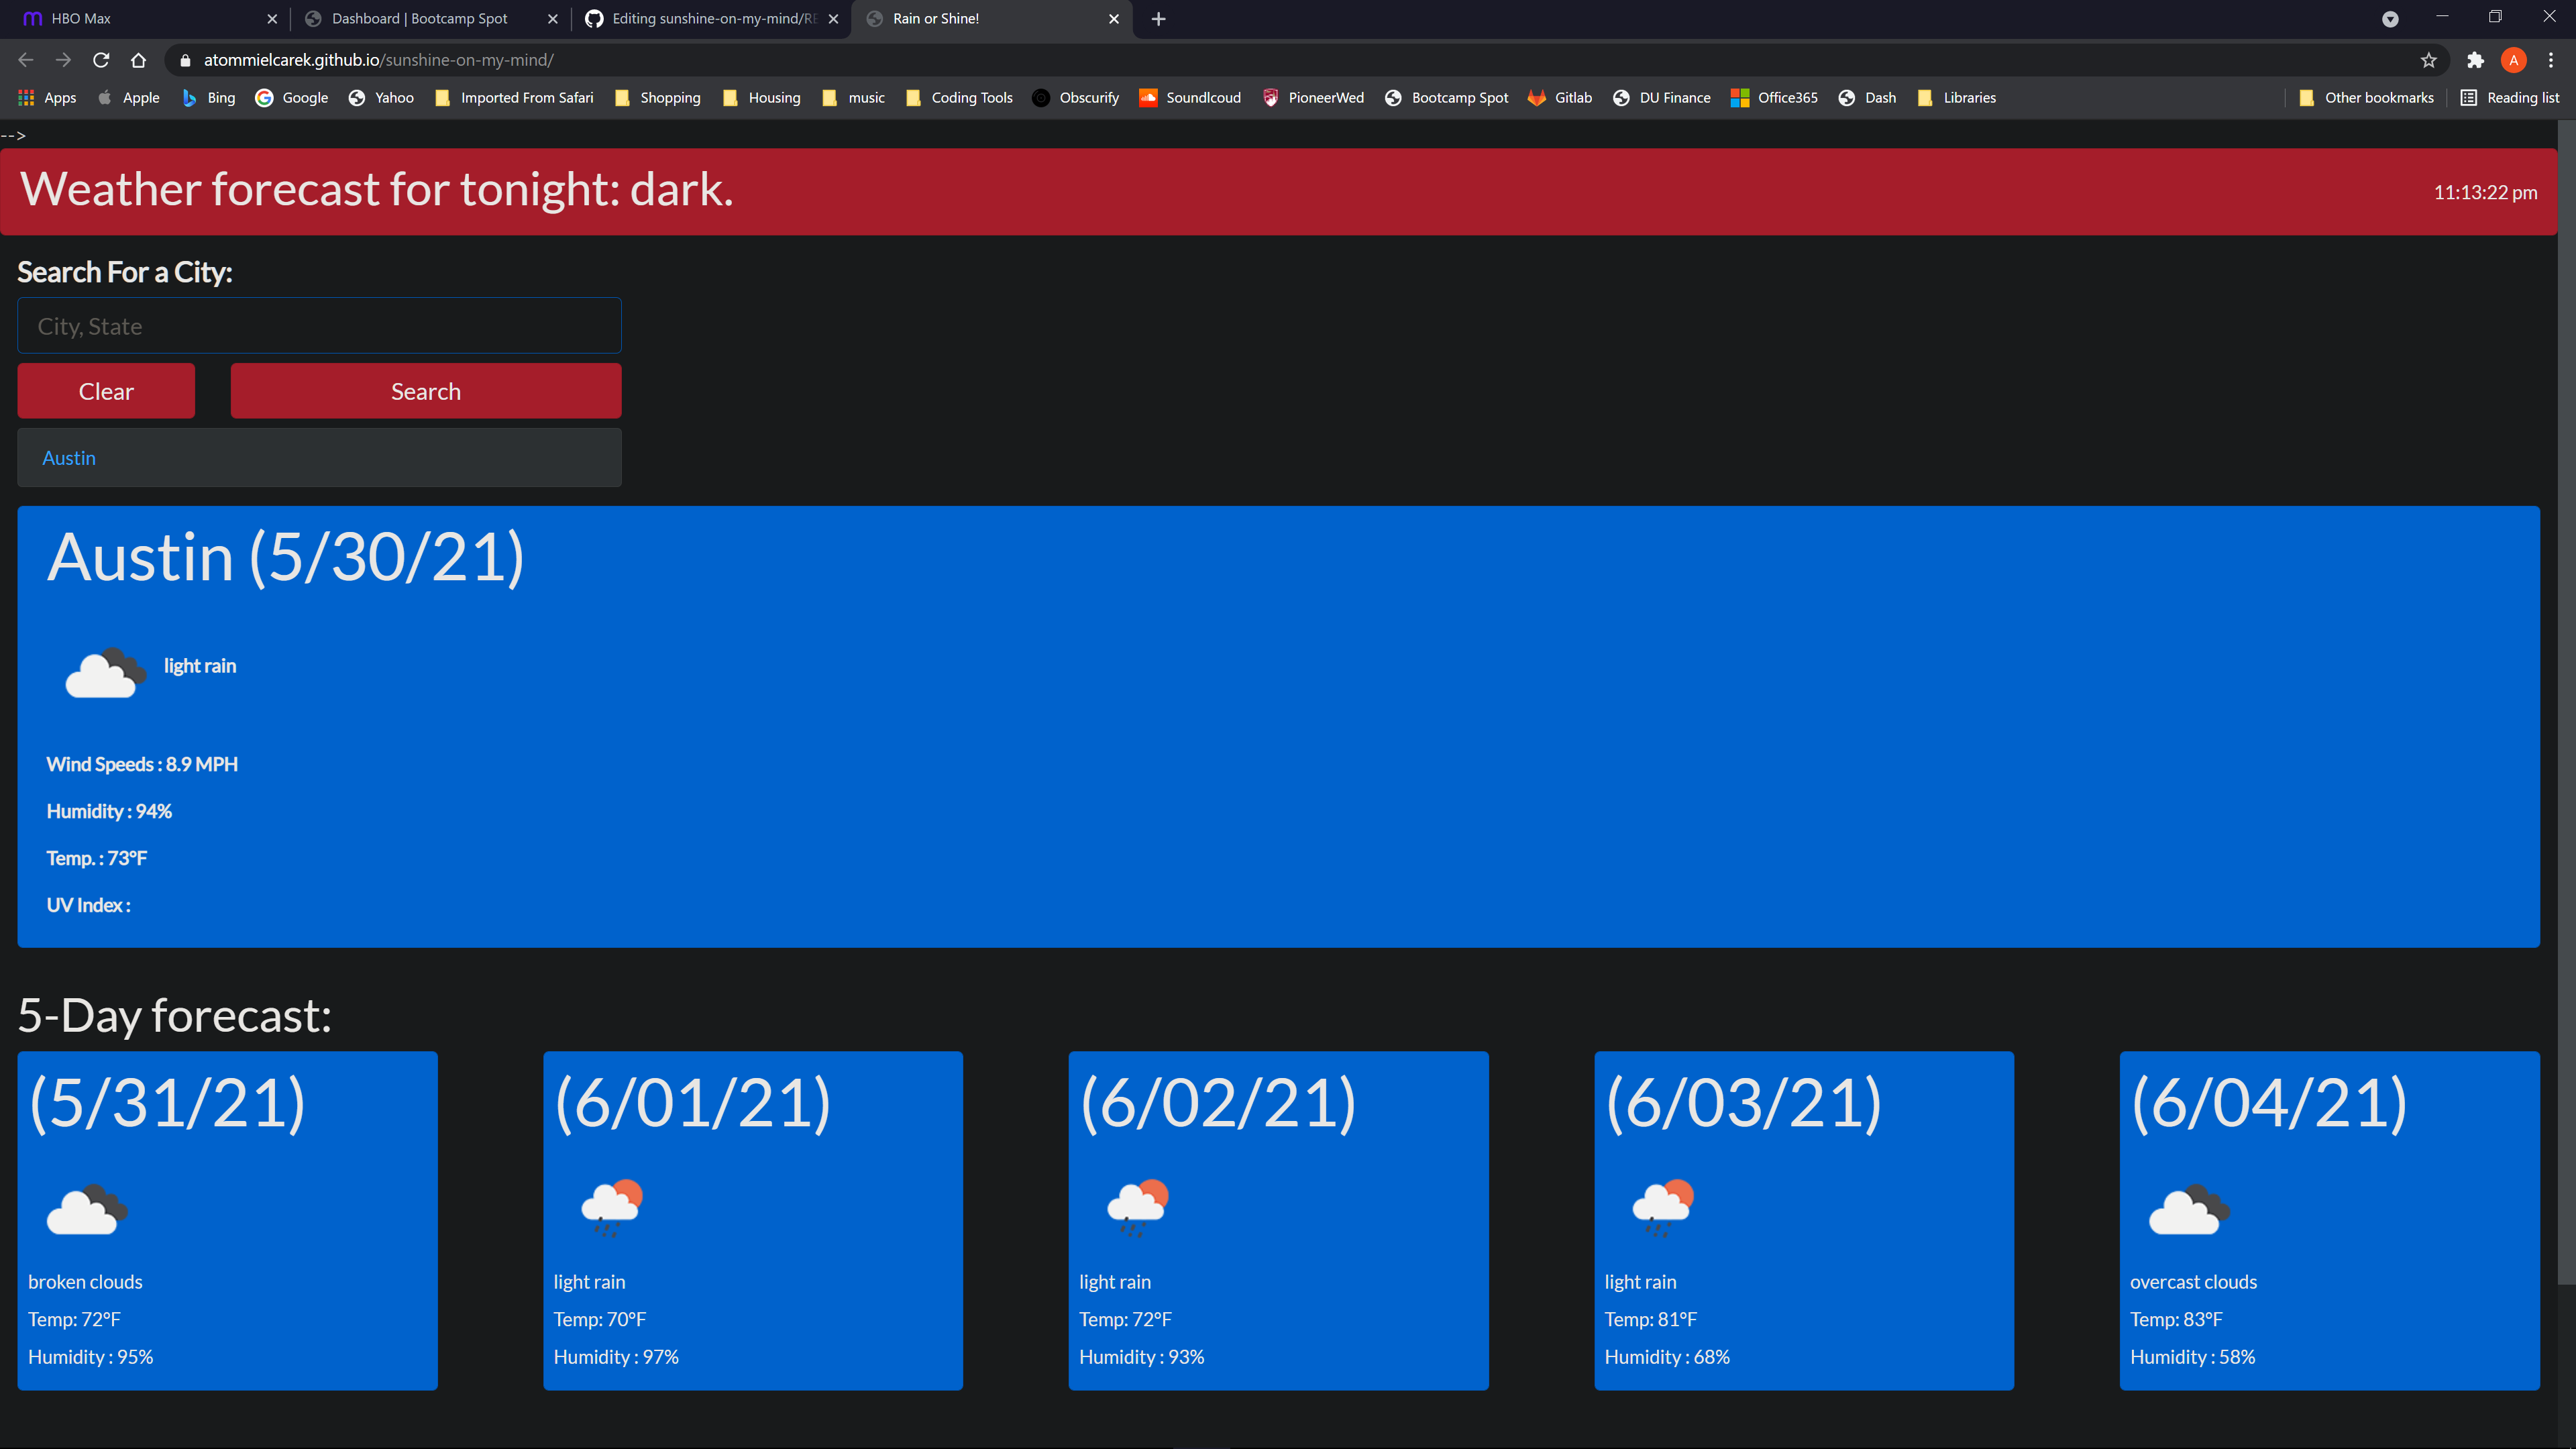 HBO Max
Dashboard | Bootcamp Spot
Editing sunshine-on-my-mind/RE
Rain or Shine!
atommielcarek.github.io/sunshine-on-my-mind/
A
Apps Apple Bing Google Yahoo Imported From Safari Shopping Housing music Coding Tools Obscurify Soundlcoud PioneerWed Bootcamp Spot Gitlab DU Finance Office365 Dash Libraries Other bookmarks Reading list
-->
Weather forecast for tonight: dark. 11:13:22 pm
Search For a City:
City, State
Clear Search
Austin
Austin (5/30/21)
light rain
Wind Speeds : 8.9 MPH
Humidity : 94%
Temp. : 73°F
UV Index :
5-Day forecast:
(5/31/21)
broken clouds
Temp: 72°F
Humidity : 95%
(6/01/21)
light rain
Temp: 70°F
Humidity : 97%
(6/02/21)
light rain
Temp: 72°F
Humidity : 93%
(6/03/21)
light rain
Temp: 81°F
Humidity : 68%
(6/04/21)
overcast clouds
Temp: 83°F
Humidity : 58%